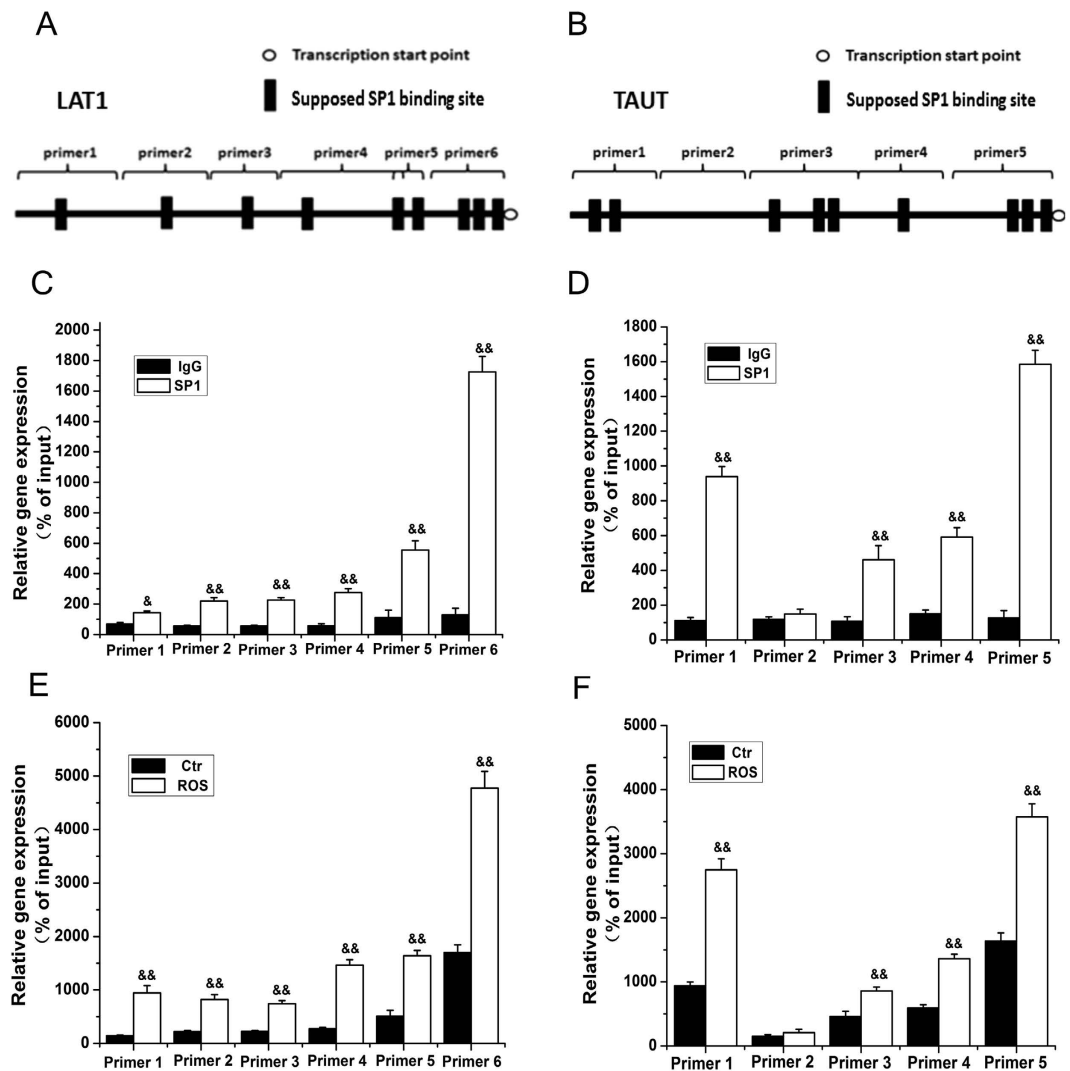 A
Transcription start point
LAT1
Supposed SP1 binding site
primer1 primer2 primer3 primer4 primer5 primer6
B
Transcription start point
TAUT
Supposed SP1 binding site
primer1 primer2 primer3 primer4 primer5
C
Relative gene expression
(% of input)
2000
1800
1600
1400
1200
1000
800
600
400
200
0
IgG
SP1
& && && && && &&
Primer 1 Primer 2 Primer 3 Primer 4 Primer 5 Primer 6
D
Relative gene expression
(% of input)
1800
1600
1400
1200
1000
800
600
400
200
0
IgG
SP1
&& && && &&
Primer 1 Primer 2 Primer 3 Primer 4 Primer 5
E
Relative gene expression
(% of input)
6000
5000
4000
3000
2000
1000
0
Ctr
ROS
&& && && && && &&
Primer 1 Primer 2 Primer 3 Primer 4 Primer 5 Primer 6
F
Relative gene expression
(% of input)
5000
4000
3000
2000
1000
0
Ctr
ROS
&& && && &&
Primer 1 Primer 2 Primer 3 Primer 4 Primer 5